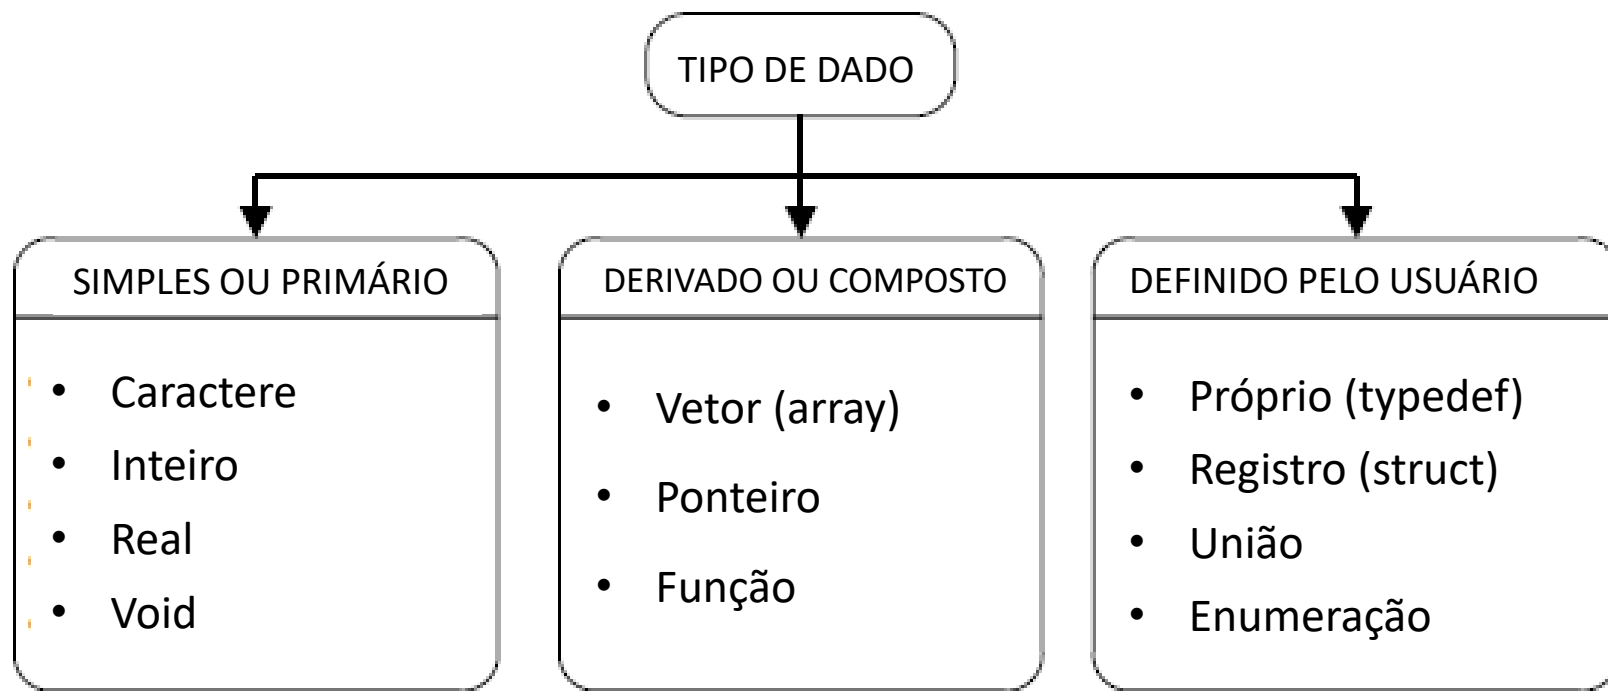 TIPO DE DADO
SIMPLES OU PRIMÁRIO
• Caractere
• Inteiro
• Real
• Void
DERIVADO OU COMPOSTO
• Vetor (array)
• Ponteiro
• Função
DEFINIDO PELO USUÁRIO
• Próprio (typedef)
• Registro (struct)
• União
• Enumeração